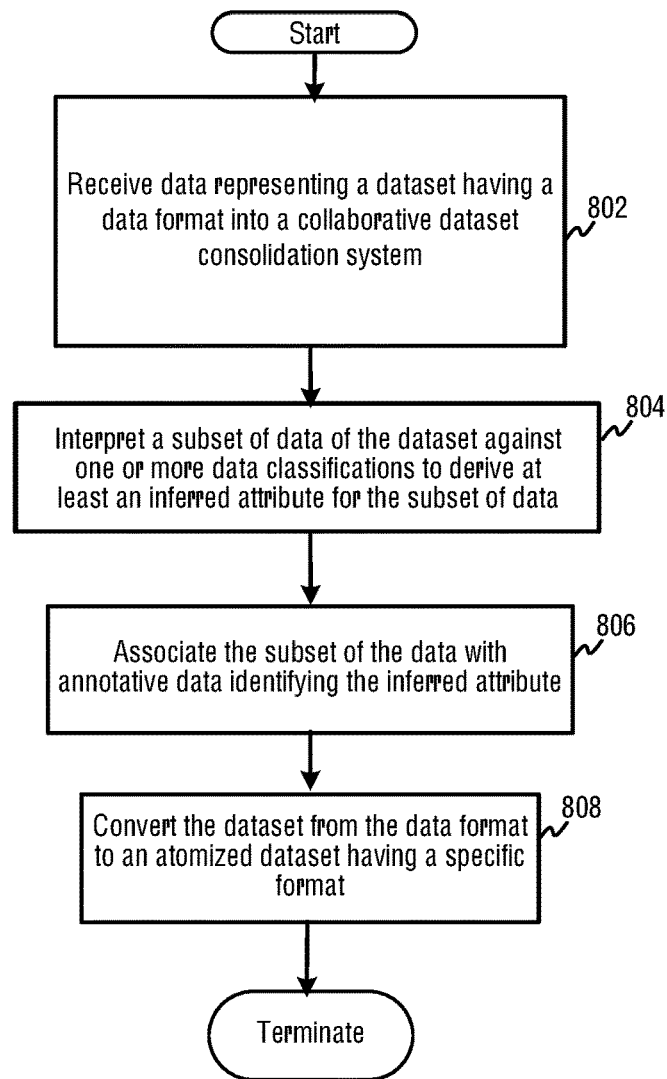 Start
Receive data representing a dataset having a
data format into a collaborative dataset
consolidation system
802
Interpret a subset of data of the dataset against
one or more data classifications to derive at
least an inferred attribute for the subset of data
804
Associate the subset of the data with
annotative data identifying the inferred attribute
806
Convert the dataset from the data format
to an atomized dataset having a specific
format
808
Terminate